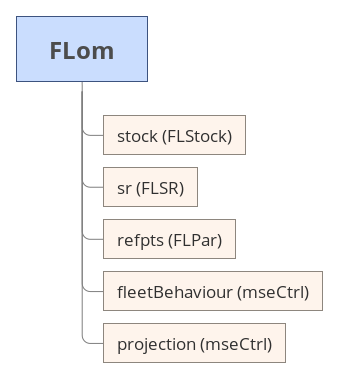 FLom
stock (FLStock)
sr (FLSR)
refpts (FLPar)
fleetBehaviour (mseCtrl)
projection (mseCtrl)